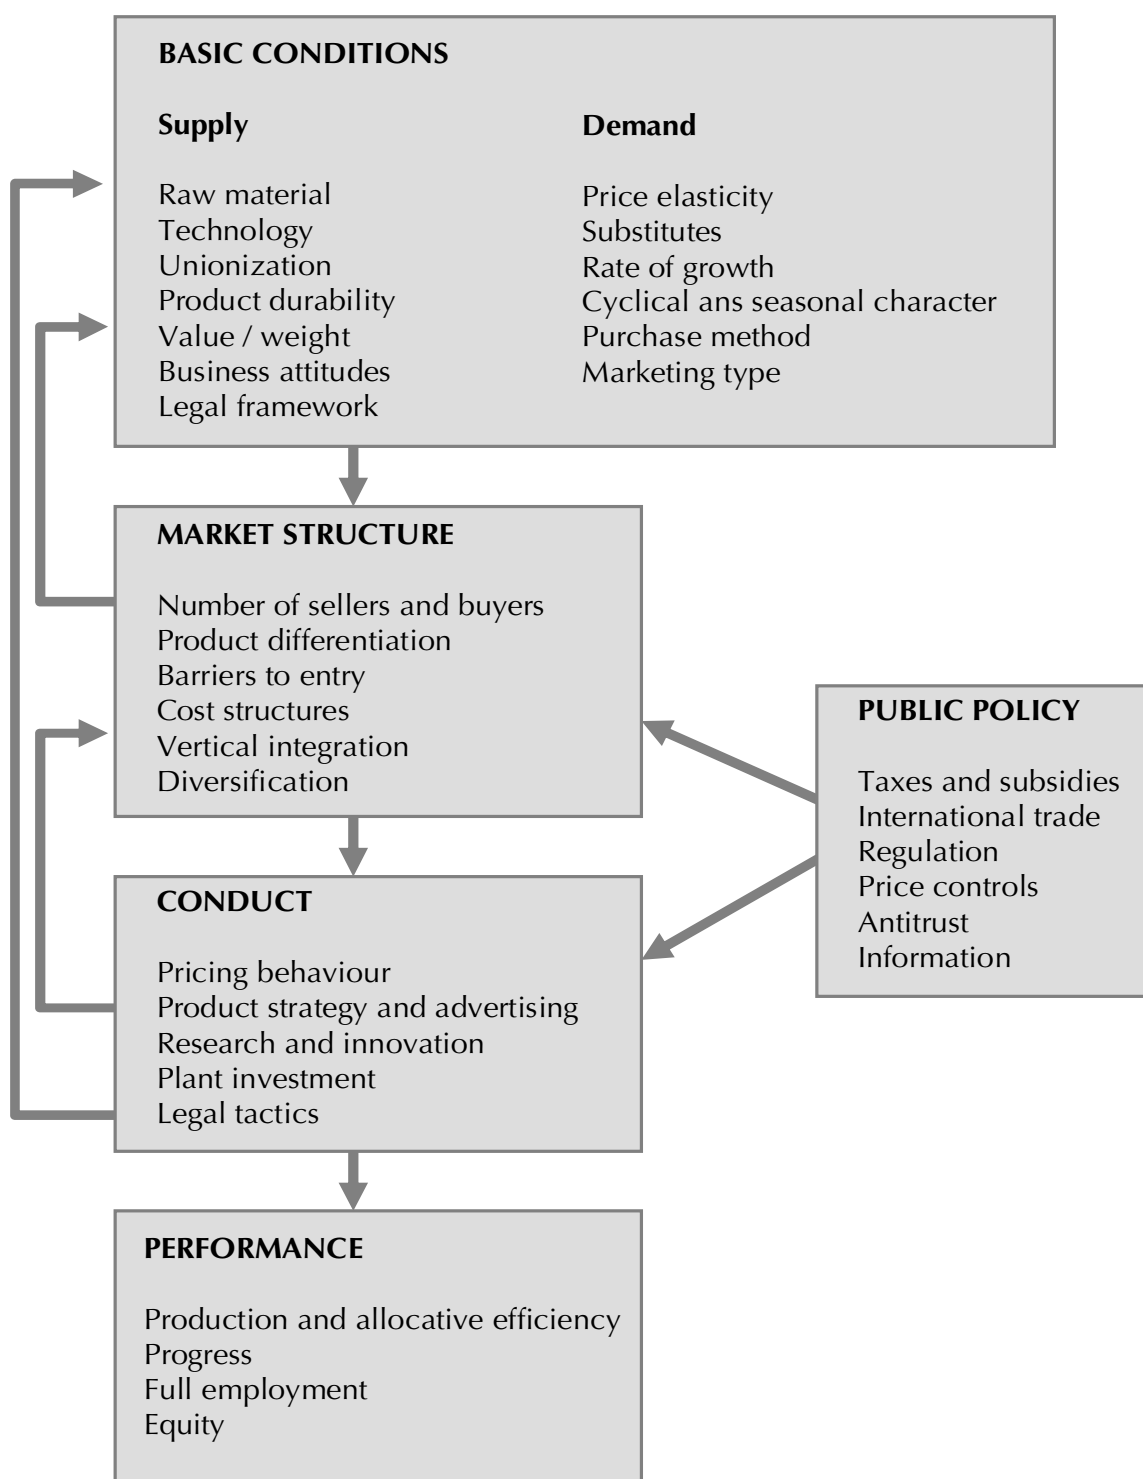 BASIC CONDITIONS
Supply
Raw material
Technology
Unionization
Product durability
Value / weight
Business attitudes
Legal framework
Demand
Price elasticity
Substitutes
Rate of growth
Cyclical ans seasonal character
Purchase method
Marketing type
MARKET STRUCTURE
Number of sellers and buyers
Product differentiation
Barriers to entry
Cost structures
Vertical integration
Diversification
PUBLIC POLICY
Taxes and subsidies
International trade
Regulation
Price controls
Antitrust
Information
CONDUCT
Pricing behaviour
Product strategy and advertising
Research and innovation
Plant investment
Legal tactics
PERFORMANCE
Production and allocative efficiency
Progress
Full employment
Equity